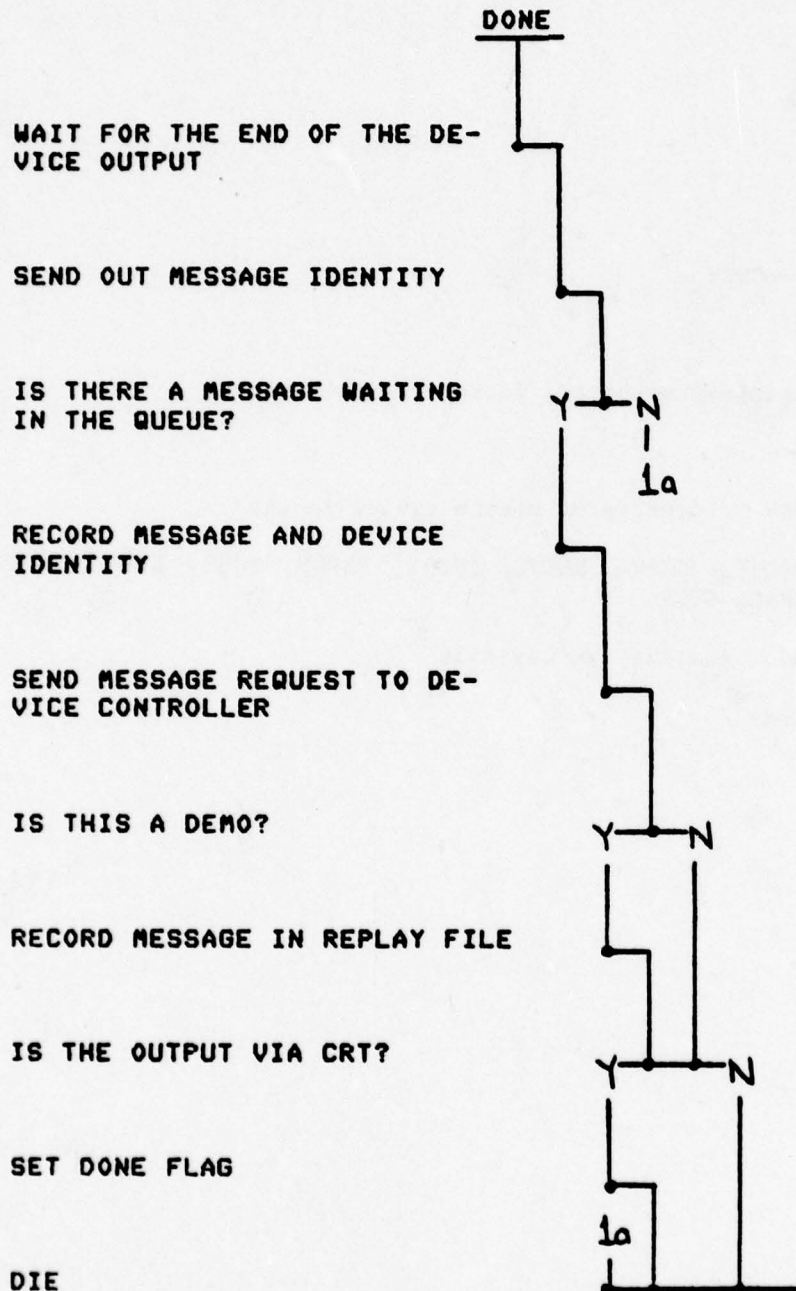 DONE
WAIT FOR THE END OF THE DE-
VICE OUTPUT
SEND OUT MESSAGE IDENTITY
IS THERE A MESSAGE WAITING
IN THE QUEUE?
Y N
1a
RECORD MESSAGE AND DEVICE
IDENTITY
SEND MESSAGE REQUEST TO DE-
VICE CONTROLLER
IS THIS A DEMO?
Y N
RECORD MESSAGE IN REPLAY FILE
IS THE OUTPUT VIA CRT?
Y N
SET DONE FLAG
1a
DIE